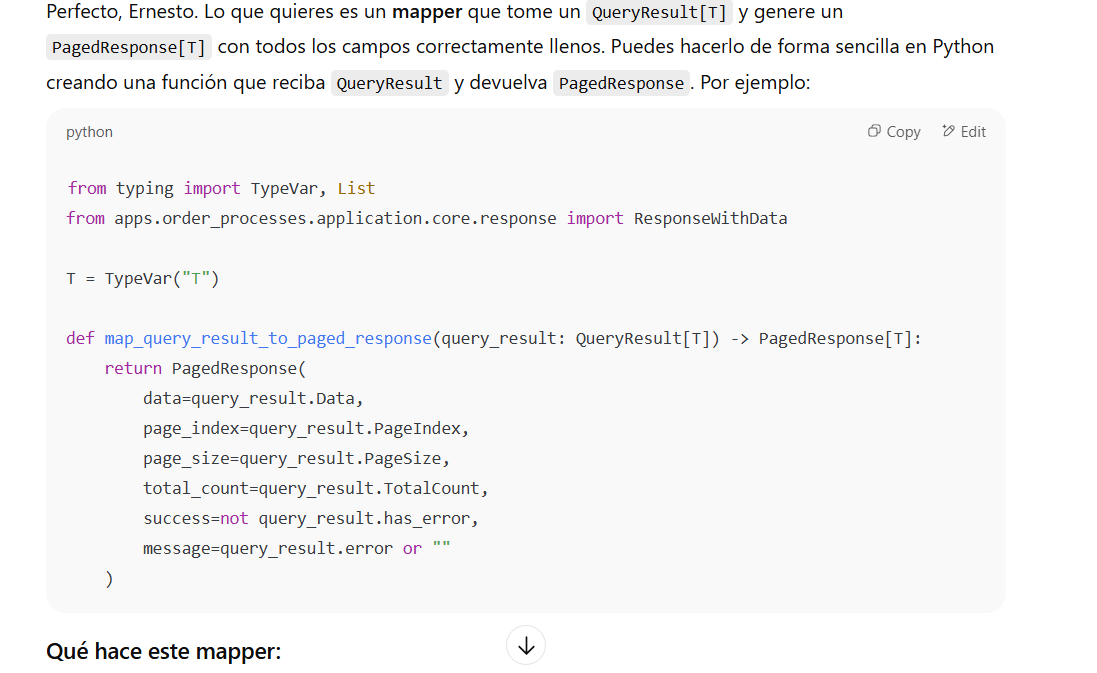 Perfecto, Ernesto. Lo que quieres es un mapper que tome un QueryResult[T] y genere un
PagedResponse[T] con todos los campos correctamente llenos. Puedes hacerlo de forma sencilla en Python
creando una función que reciba QueryResult y devuelva PagedResponse. Por ejemplo:
python Copy Edit
from typing import TypeVar, List
from apps.order_processes.application.core.response import ResponseWithData
T = TypeVar("T")
def map_query_result_to_paged_response(query_result: QueryResult[T]) -> PagedResponse[T]:
    return PagedResponse(
        data=query_result.Data,
        page_index=query_result.PageIndex,
        page_size=query_result.PageSize,
        total_count=query_result.TotalCount,
        success=not query_result.has_error,
        message=query_result.error or ""
    )
Qué hace este mapper: